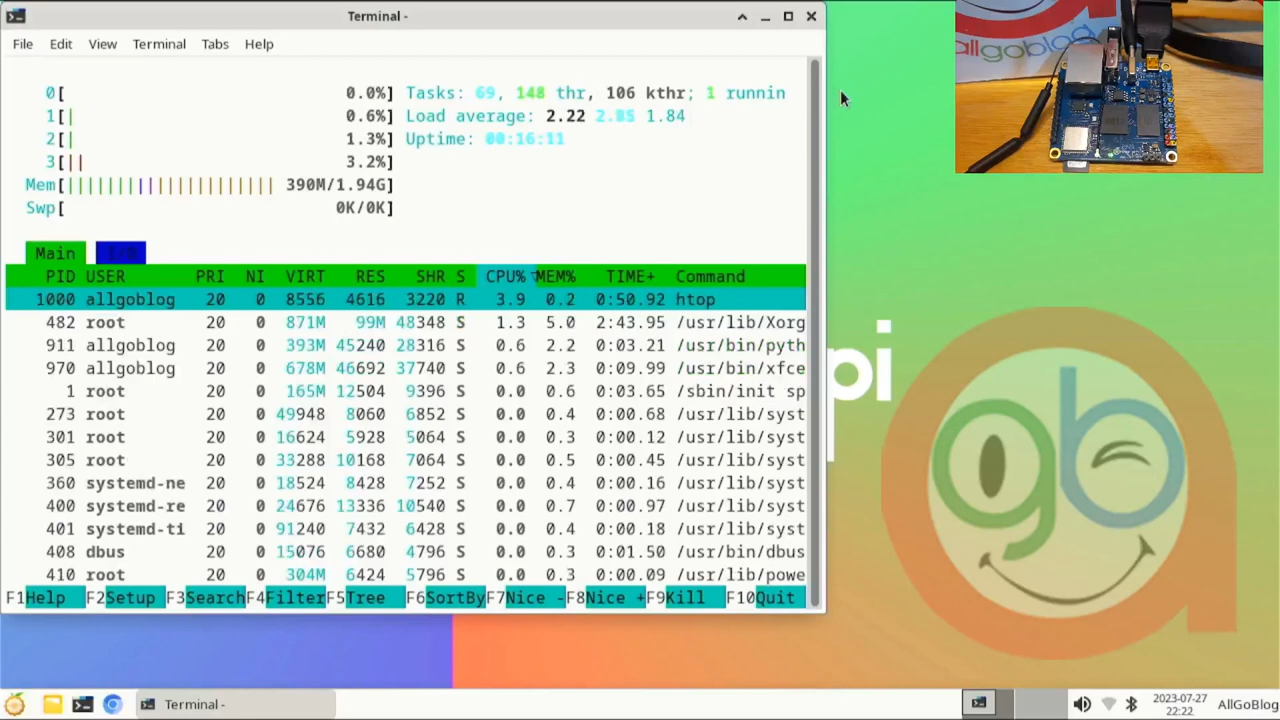 Terminal -
File Edit View Terminal Tabs Help
allgoblog
0[ 0.0%] Tasks: 69, 148 thr, 106 kthr; 1 runnin
1[| 0.6%] Load average: 2.22 2.85 1.84
2[| 1.3%] Uptime: 00:16:11
3[|| 3.2%]
Mem[||||||||||||||||||||||| 390M/1.94G]
Swp[ 0K/0K]
Main I/O
PID USER PRI NI VIRT RES SHR S CPU%▽MEM% TIME+ Command
1000 allgoblog 20 0 8556 4616 3220 R 3.9 0.2 0:50.92 htop
482 root 20 0 871M 99M 48348 S 1.3 5.0 2:43.95 /usr/lib/Xorg
911 allgoblog 20 0 393M 45240 28316 S 0.6 2.2 0:03.21 /usr/bin/pyth
970 allgoblog 20 0 678M 46692 37740 S 0.6 2.3 0:09.99 /usr/bin/xfce
1 root 20 0 165M 12504 9396 S 0.0 0.6 0:03.65 /sbin/init sp
273 root 20 0 49948 8060 6852 S 0.0 0.4 0:00.68 /usr/lib/syst
301 root 20 0 16624 5928 5064 S 0.0 0.3 0:00.12 /usr/lib/syst
305 root 20 0 33288 10168 7064 S 0.0 0.5 0:00.45 /usr/lib/syst
360 systemd-ne 20 0 18524 8428 7252 S 0.0 0.4 0:00.16 /usr/lib/syst
400 systemd-re 20 0 24676 13336 10540 S 0.0 0.7 0:00.97 /usr/lib/syst
401 systemd-ti 20 0 91240 7432 6428 S 0.0 0.4 0:00.18 /usr/lib/syst
408 dbus 20 0 15076 6680 4796 S 0.0 0.3 0:01.50 /usr/bin/dbus
410 root 20 0 304M 6424 5796 S 0.0 0.3 0:00.09 /usr/lib/powe
F1Help F2Setup F3SearchF4FilterF5Tree F6SortByF7Nice -F8Nice +F9Kill F10Quit
pi
gb
Terminal -
2023-07-27
22:22
AllGoBlog